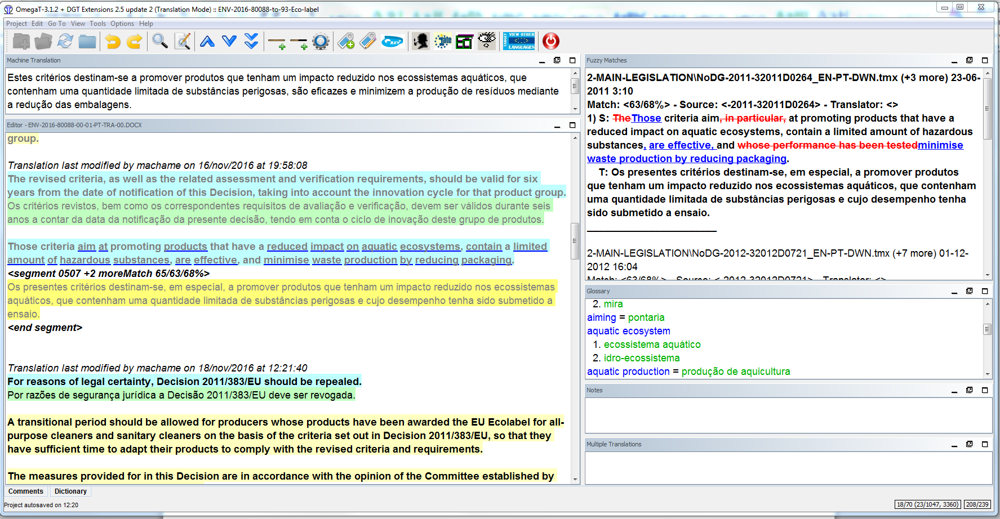 OmegaT-3.1.2 + DGT Extensions 2.5 update 2 (Translation Mode) :: ENV-2016-80088-to-93-Eco-label
Project Edit Go To View Tools Options Help
REV
TARGET VIEW OTHER LANGUAGES
Machine Translation
Estes critérios destinam-se a promover produtos que tenham um impacto reduzido nos ecossistemas aquáticos, que
contenham uma quantidade limitada de substâncias perigosas, são eficazes e minimizem a produção de resíduos mediante
a redução das embalagens.
Editor - ENV-2016-80088-00-01-PT-TRA-00.DOCX
group.
Translation last modified by machame on 16/nov/2016 at 19:58:08
The revised criteria, as well as the related assessment and verification requirements, should be valid for six
years from the date of notification of this Decision, taking into account the innovation cycle for that product group.
Os critérios revistos, bem como os correspondentes requisitos de avaliação e verificação, devem ser válidos durante seis
anos a contar da data da notificação da presente decisão, tendo em conta o ciclo de inovação deste grupo de produtos.
Those criteria aim at promoting products that have a reduced impact on aquatic ecosystems, contain a limited
amount of hazardous substances, are effective, and minimise waste production by reducing packaging.
<segment 0507 +2 moreMatch 65/63/68%>
Os presentes critérios destinam-se, em especial, a promover produtos que tenham um impacto reduzido nos ecossistemas
aquáticos, que contenham uma quantidade limitada de substâncias perigosas e cujo desempenho tenha sido submetido a
ensaio.
<end segment>
Translation last modified by machame on 18/nov/2016 at 12:21:40
For reasons of legal certainty, Decision 2011/383/EU should be repealed.
Por razões de segurança jurídica a Decisão 2011/383/EU deve ser revogada.
A transitional period should be allowed for producers whose products have been awarded the EU Ecolabel for all-
purpose cleaners and sanitary cleaners on the basis of the criteria set out in Decision 2011/383/EU, so that they
have sufficient time to adapt their products to comply with the revised criteria and requirements.
The measures provided for in this Decision are in accordance with the opinion of the Committee established by
Comments Dictionary
Project autosaved on 12:20
Fuzzy Matches
2-MAIN-LEGISLATION\NoDG-2011-32011D0264_EN-PT-DWN.tmx (+3 more) 23-06-
2011 3:10
Match: <63/68%> - Source: <-2011-32011D0264> - Translator: <>
1) S: TheThose criteria aim, in particular, at promoting products that have a
reduced impact on aquatic ecosystems, contain a limited amount of hazardous
substances, are effective, and whose performance has been testedminimise
waste production by reducing packaging.
T: Os presentes critérios destinam-se, em especial, a promover produtos
que tenham um impacto reduzido nos ecossistemas aquáticos, que contenham
uma quantidade limitada de substâncias perigosas e cujo desempenho tenha
sido submetido a ensaio.
2-MAIN-LEGISLATION\NoDG-2012-32012D0721_EN-PT-DWN.tmx (+7 more) 01-12-
2012 16:04
Match: <63/68%> - Source: <-2012-32012D0721> - Translator: <>
Glossary
2. mira
aiming = pontaria
aquatic ecosystem
1. ecossistema aquático
2. idro-ecossistema
aquatic production = produção de aquicultura
Notes
Multiple Translations
18/70 (23/1047, 3360) 208/239